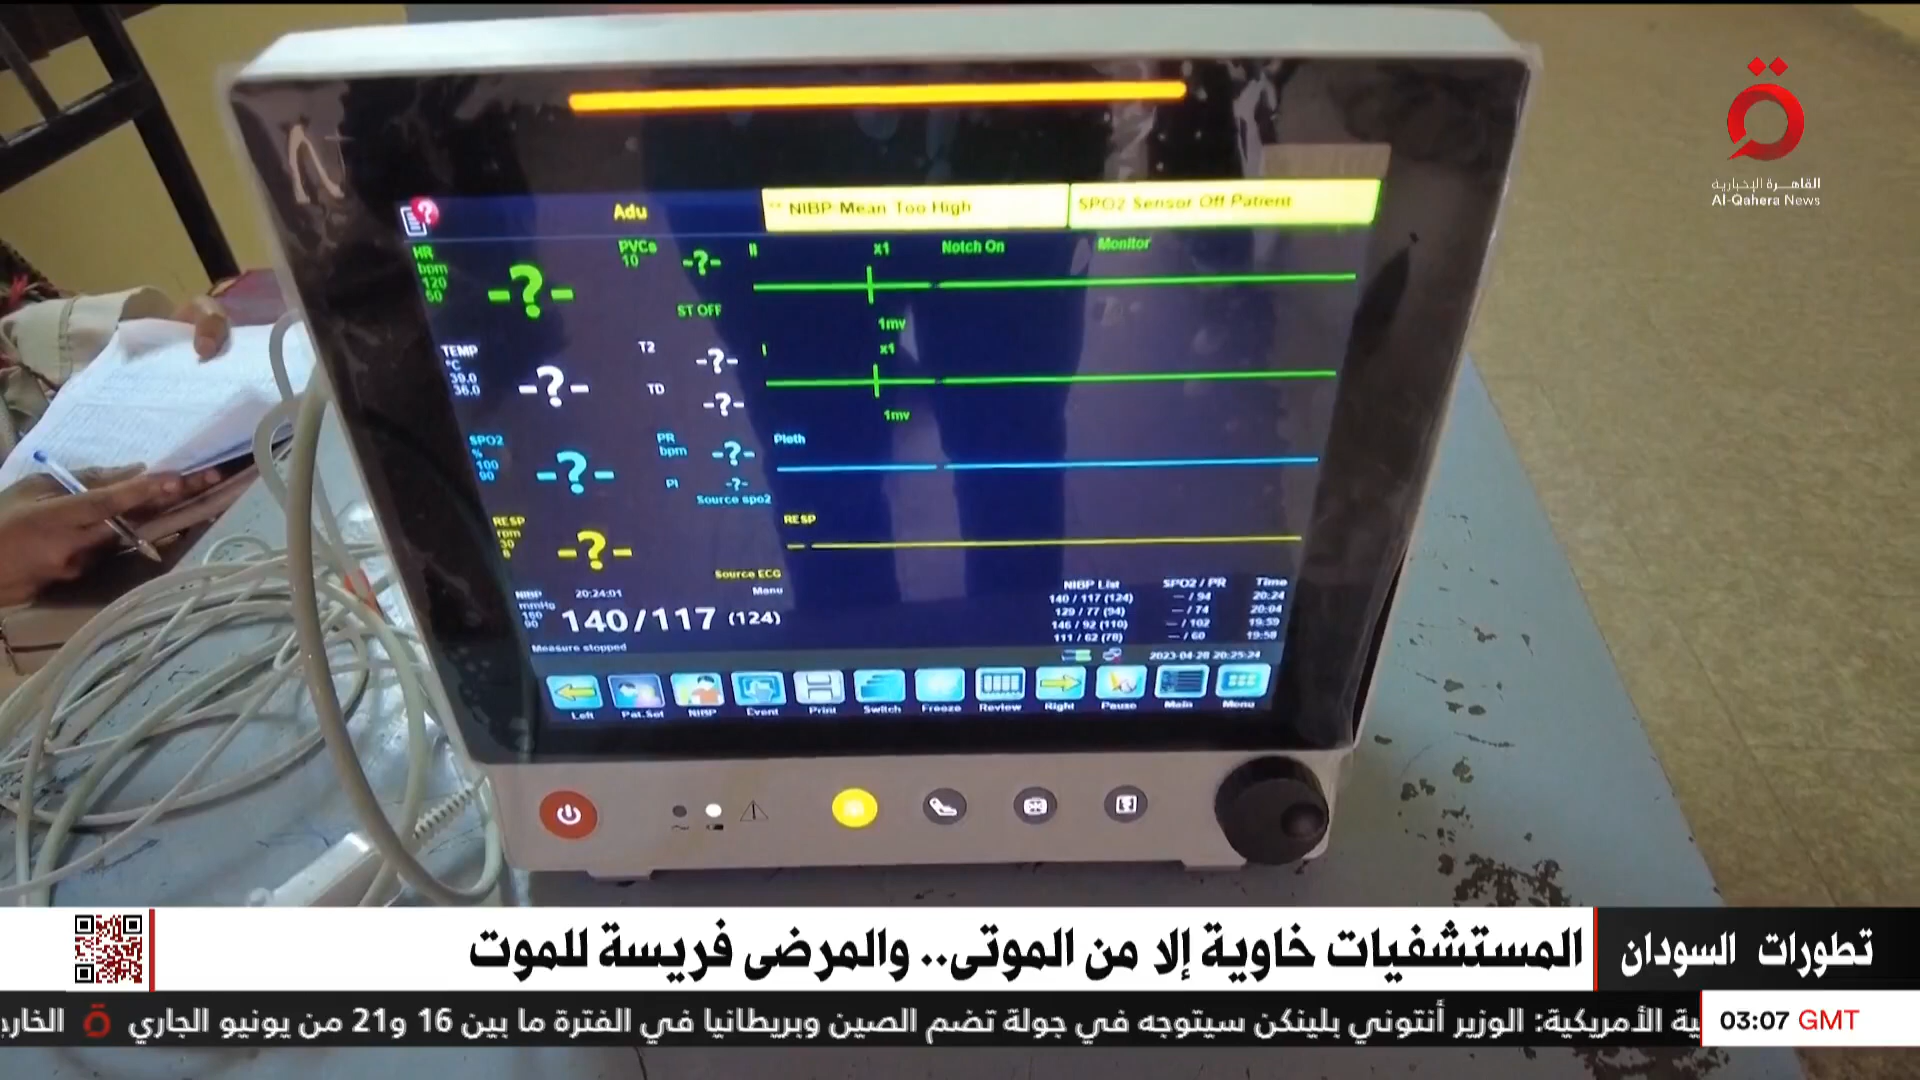 القاهرة الإخبارية
Al-Qahera News
Adu
** NIBP Mean Too High
SPO2 Sensor Off Patient
HR
bpm
120
50
-?-
PVCs
10
-?-
ST OFF
II
x1
Notch On
Monitor
1mv
I
x1
1mv
TEMP
°C
39.0
36.0
-?-
T2
-?-
TD
-?-
SPO2
%
100
90
-?-
PR
bpm
-?-
PI
-?-
Source spo2
Pleth
RESP
rpm
30
8
-?-
Source ECG
RESP
NIBP
mmHg
160
90
20:24:01
Menu
140/117 (124)
Measure stopped
NIBP List SPO2 / PR Time
140 / 117 (124) --- / 94 20:24
129 / 77 (94) --- / 74 20:04
146 / 92 (110) --- / 102 19:59
111 / 62 (78) --- / 60 19:58
2023-04-28 20:25:24
Left Pat.Set NIBP Event Print Switch Freeze Review Right Pause Main Menu
تطورات السودان
المستشفيات خاوية إلا من الموتى.. والمرضى فريسة للموت
03:07 GMT
ية الأمريكية: الوزير أنتوني بلينكن سيتوجه في جولة تضم الصين وبريطانيا في الفترة ما بين 16 و21 من يونيو الجاري